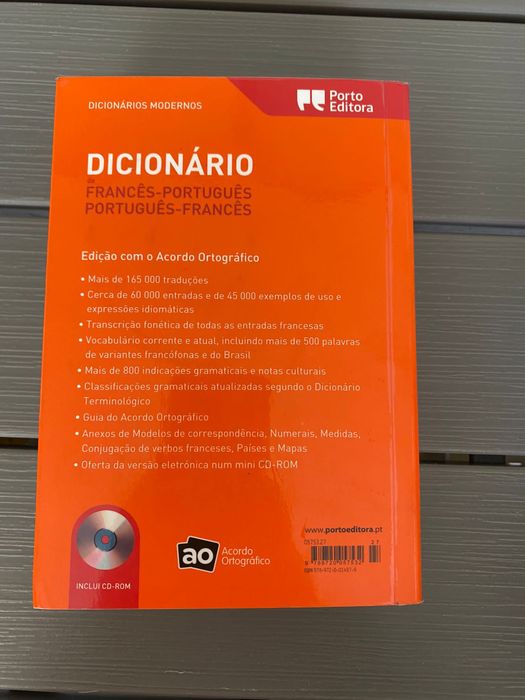 DICIONÁRIOS MODERNOS
Porto
Editora
DICIONÁRIO
de
FRANCÊS-PORTUGUÊS
PORTUGUÊS-FRANCÊS
Edição com o Acordo Ortográfico
• Mais de 165 000 traduções
• Cerca de 60 000 entradas e de 45 000 exemplos de uso e
expressões idiomáticas
• Transcrição fonética de todas as entradas francesas
• Vocabulário corrente e atual, incluindo mais de 500 palavras
de variantes francófonas e do Brasil
• Mais de 800 indicações gramaticais e notas culturais
• Classificações gramaticais atualizadas segundo o Dicionário
Terminológico
• Guia do Acordo Ortográfico
• Anexos de Modelos de correspondência, Numerais, Medidas,
Conjugação de verbos franceses, Países e Mapas
• Oferta da versão eletrónica num mini CD-ROM
www.portoeditora.pt
INCLUI CD-ROM
ao
Acordo
Ortográfico